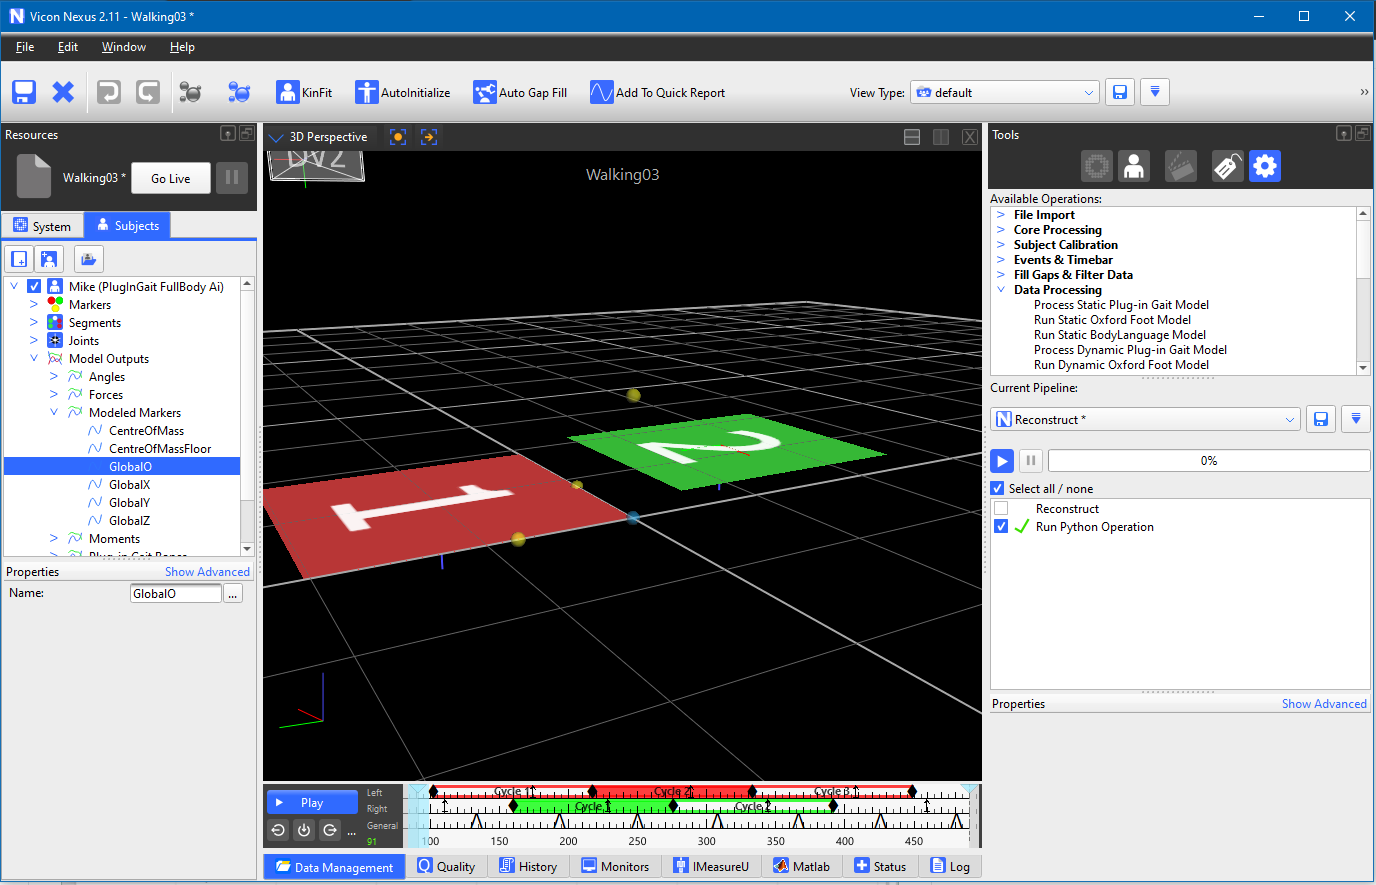 Vicon Nexus 2.11 - Walking03 *
File Edit Window Help
KinFit AutoInitialize Auto Gap Fill Add To Quick Report View Type: default »
Resources
Walking03 * Go Live
System Subjects
Mike (PlugInGait FullBody Ai)
Markers
Segments
Joints
Model Outputs
Angles
Forces
Modeled Markers
CentreOfMass
CentreOfMassFloor
GlobalO
GlobalX
GlobalY
GlobalZ
Moments
Plug-in Gait Bones
Properties Show Advanced
Name: GlobalO ...
3D Perspective
Walking03
2
1
Play
Left
Right
General
91
Cycle 1 Cycle 2 Cycle 3
Cycle 1 Cycle 2
100 150 200 250 300 350 400 450
Data Management Quality History Monitors IMeasureU Matlab Status Log
Tools
Available Operations:
File Import
Core Processing
Subject Calibration
Events & Timebar
Fill Gaps & Filter Data
Data Processing
Process Static Plug-in Gait Model
Run Static Oxford Foot Model
Run Static BodyLanguage Model
Process Dynamic Plug-in Gait Model
Run Dynamic Oxford Foot Model
Current Pipeline:
Reconstruct *
0%
Select all / none
Reconstruct
Run Python Operation
Properties Show Advanced